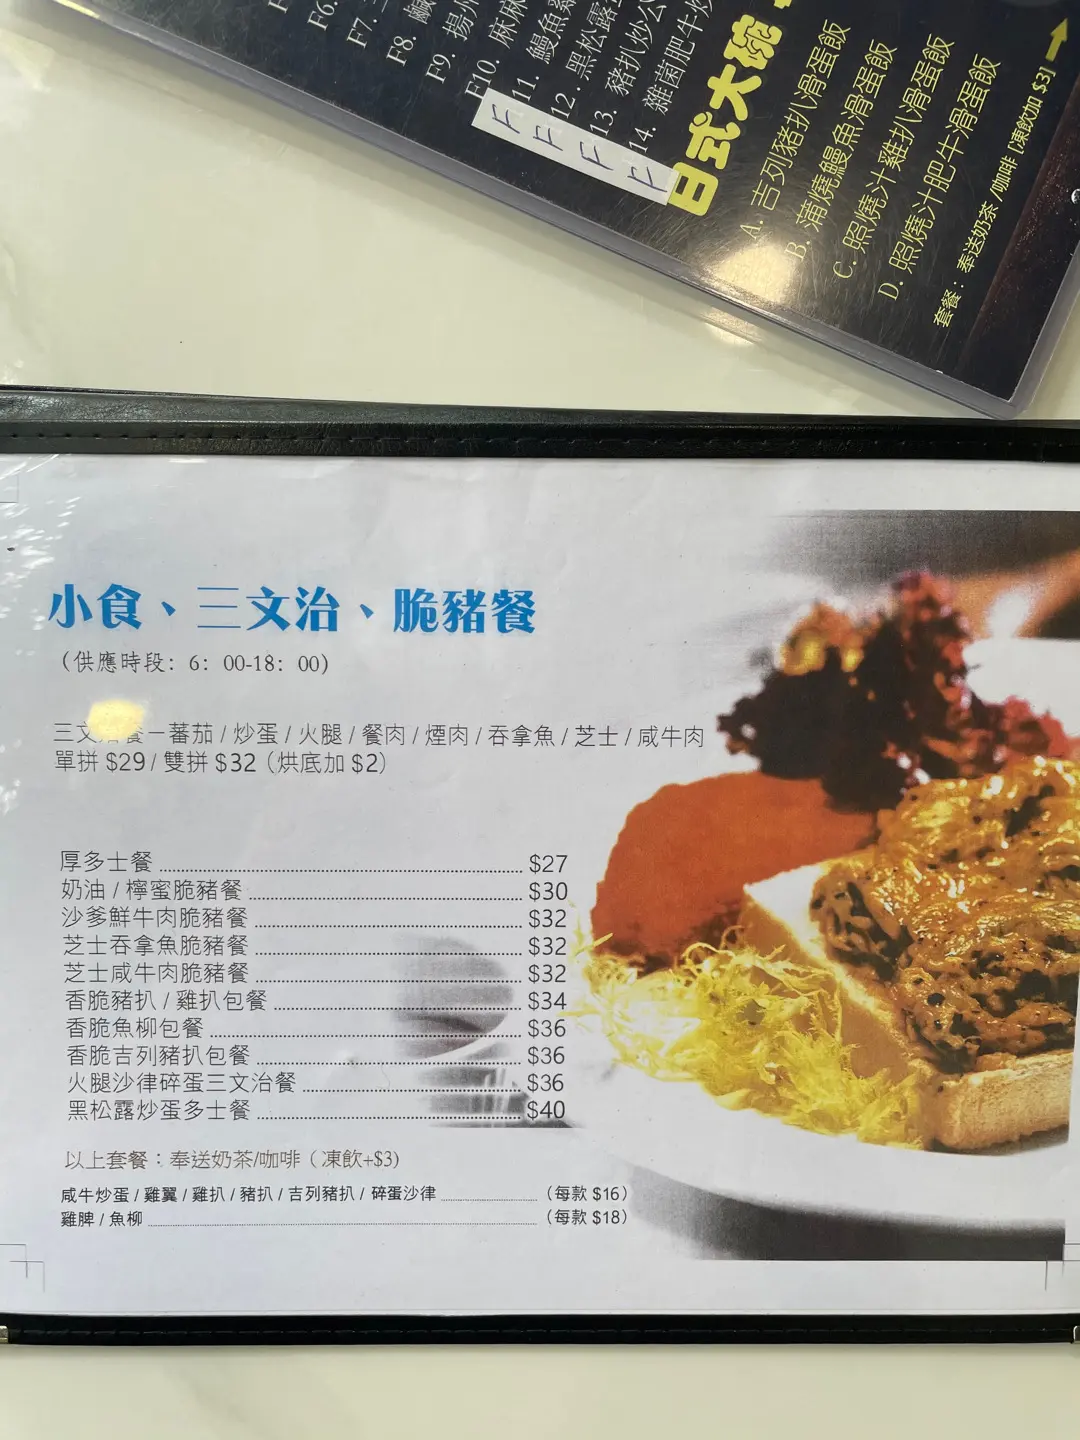 F6.
F7.
F8. 鹹
F9. 揚州
F10. 麻麻
F 11. 鰻魚雞
F 12. 黑松露
F 13. 豬扒炒公
F 14. 雜菌肥牛炒
日式大碗
A. 吉列豬扒滑蛋飯
B. 蒲燒鰻魚滑蛋飯
C. 照燒汁雞扒滑蛋飯
D. 照燒汁肥牛滑蛋飯
套餐：奉送奶茶 /咖啡 [凍飲加 $3]
小食、三文治、脆豬餐
（供應時段：6：00-18：00）
三文 餐－蕃茄 / 炒蛋 / 火腿 / 餐肉 / 煙肉 / 吞拿魚 / 芝士 / 咸牛肉
單拼 $29 / 雙拼 $32（烘底加 $2）
厚多士餐 $27
奶油 / 檸蜜脆豬餐 $30
沙爹鮮牛肉脆豬餐 $32
芝士吞拿魚脆豬餐 $32
芝士咸牛肉脆豬餐 $32
香脆豬扒 / 雞扒包餐 $34
香脆魚柳包餐 $36
香脆吉列豬扒包餐 $36
火腿沙律碎蛋三文治餐 $36
黑松露炒蛋多士餐 $40
以上套餐：奉送奶茶/咖啡（凍飲+$3)
咸牛炒蛋 / 雞翼 / 雞扒 / 豬扒 / 吉列豬扒 / 碎蛋沙律 （每款 $16）
雞脾 / 魚柳 （每款 $18）